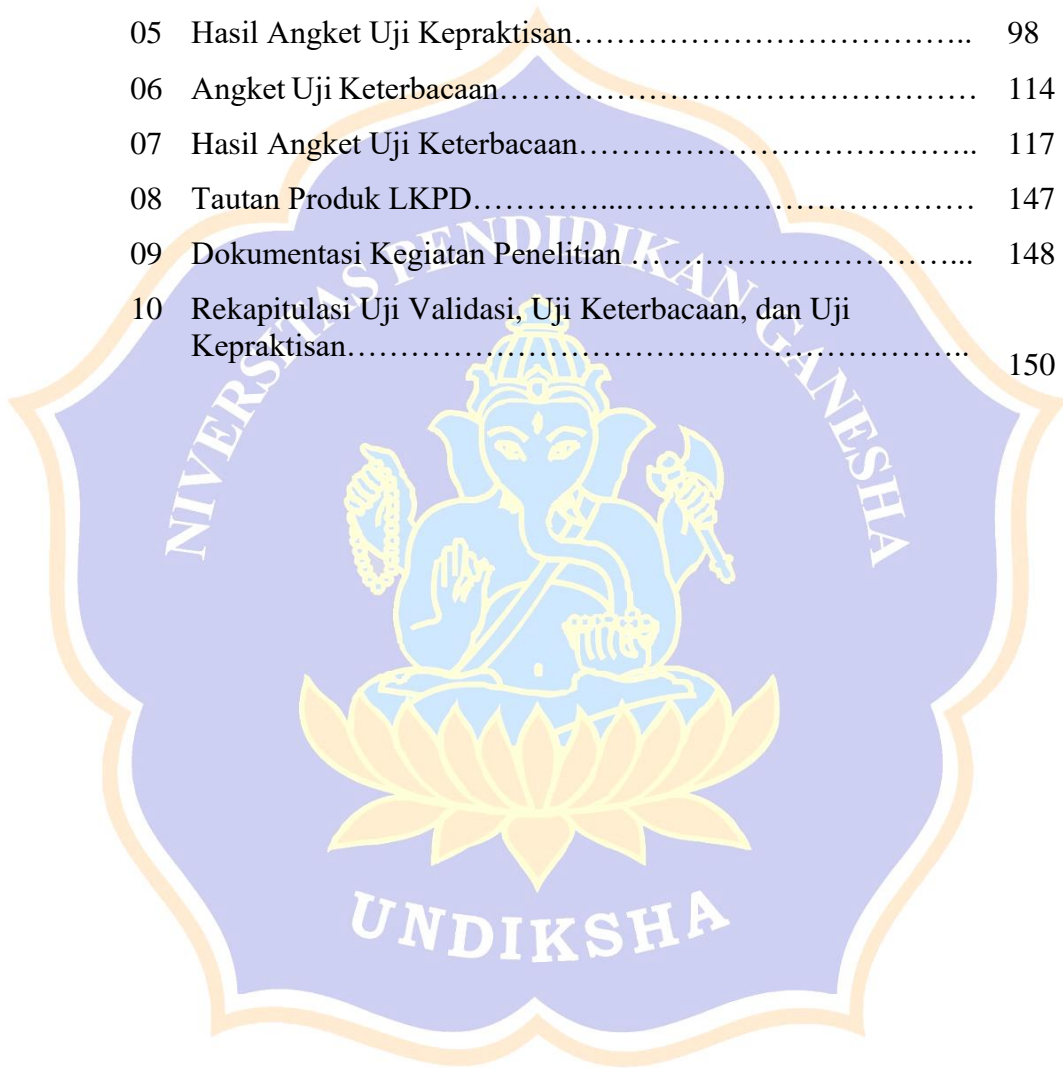 05 Hasil Angket Uji Kepraktisan……………………………….. 98
06 Angket Uji Keterbacaan……………………………………… 114
07 Hasil Angket Uji Keterbacaan……………………………….. 117
08 Tautan Produk LKPD…………...…………………………… 147
09 Dokumentasi Kegiatan Penelitian ………………………... 148
10 Rekapitulasi Uji Validasi, Uji Keterbacaan, dan Uji
Kepraktisan…………………………………………………….. 150
NIVERSITAS PENDIDIKAN GANESHA
UNDIKSHA